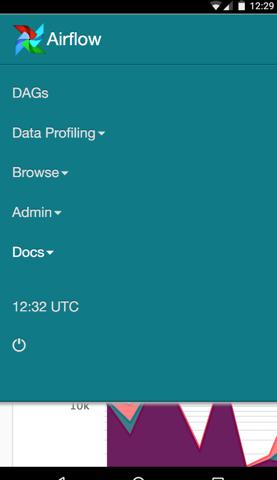 12:29
Airflow
DAGs
Data Profiling
Browse
Admin
Docs
12:32 UTC
10k